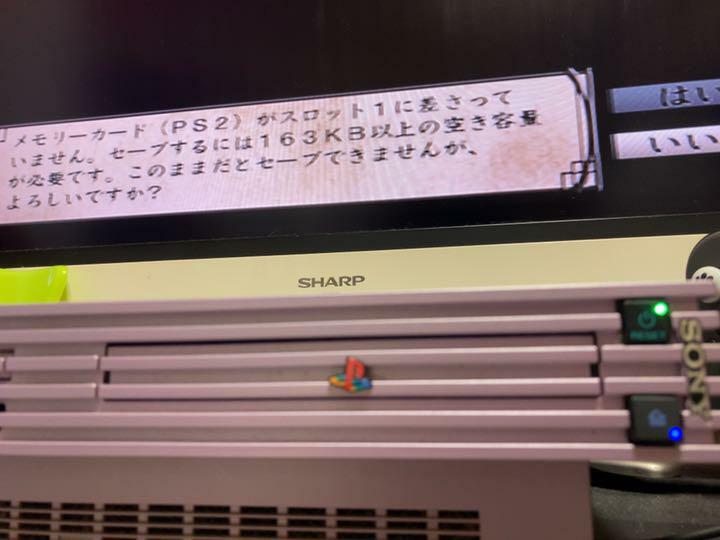 メモリーカード（PS2）がスロット1に差さって
いません。セーブするには163KB以上の空き容量
が必要です。このままだとセーブできませんが、
よろしいですか？
はい
いい
SHARP
RESET
SONY